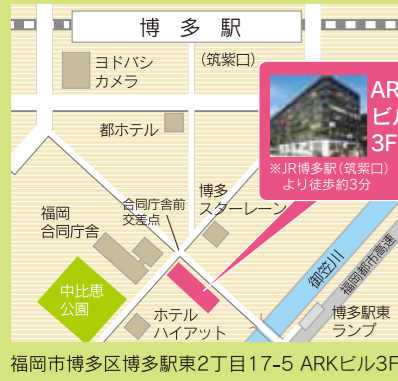 博多駅
ヨドバシ
カメラ
(筑紫口)
ARK
ビル
3F
※JR博多駅(筑紫口)
より徒歩約3分
都ホテル
博多
スターレーン
合同庁舎前
交差点
福岡
合同庁舎
中比恵
公園
ホテル
ハイアット
御笠川
福岡都市高速
博多駅東
ランプ
福岡市博多区博多駅東2丁目17-5 ARKビル3F